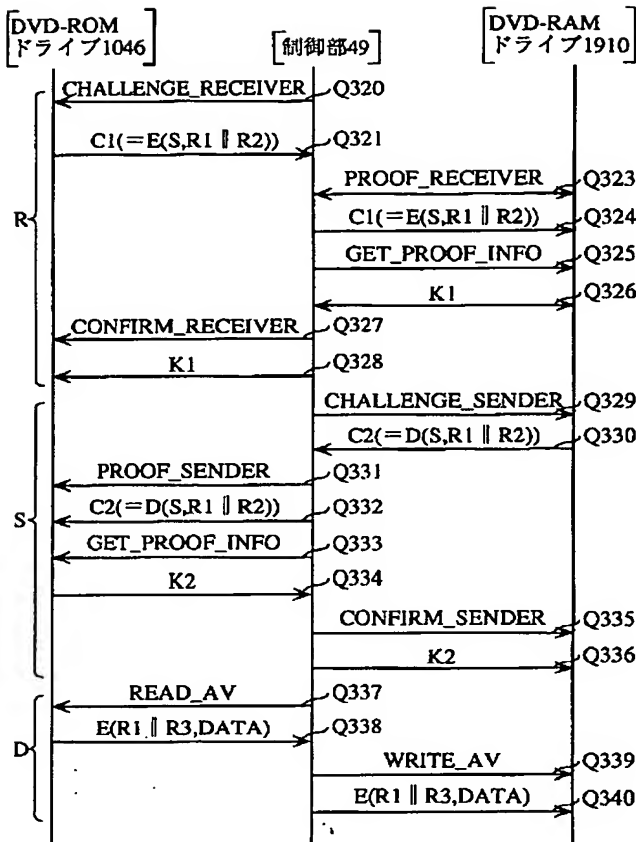 DVD-ROM
ドライブ1046
制御部49
DVD-RAM
ドライブ1910
CHALLENGE_RECEIVER
Q320
C1(=E(S,R1 ∥ R2))
Q321
PROOF_RECEIVER
Q323
R
C1(=E(S,R1 ∥ R2))
Q324
GET_PROOF_INFO
Q325
K1
Q326
CONFIRM_RECEIVER
Q327
K1
Q328
CHALLENGE_SENDER
Q329
C2(=D(S,R1 ∥ R2))
Q330
PROOF_SENDER
Q331
S
C2(=D(S,R1 ∥ R2))
Q332
GET_PROOF_INFO
Q333
K2
Q334
CONFIRM_SENDER
Q335
K2
Q336
READ_AV
Q337
D
E(R1 ∥ R3,DATA)
Q338
WRITE_AV
Q339
E(R1 ∥ R3,DATA)
Q340